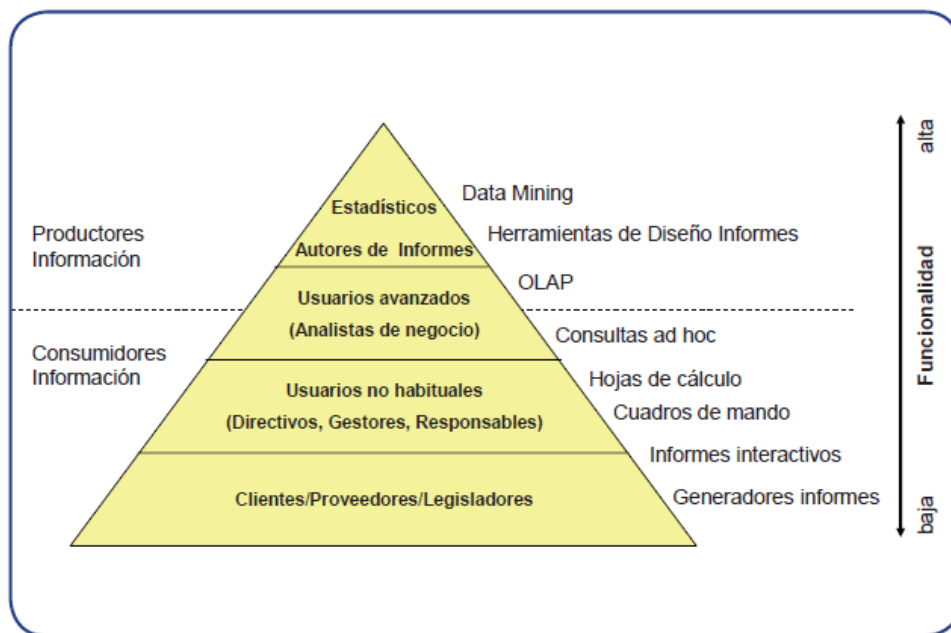 alta
Data Mining
Estadísticos
Productores
Información
Herramientas de Diseño Informes
Autores de Informes
OLAP
Usuarios avanzados
(Analistas de negocio)
Consultas ad hoc
Consumidores
Información
Funcionalidad
Hojas de cálculo
Usuarios no habituales
(Directivos, Gestores, Responsables)
Cuadros de mando
Informes interactivos
Clientes/Proveedores/Legisladores
Generadores informes
baja